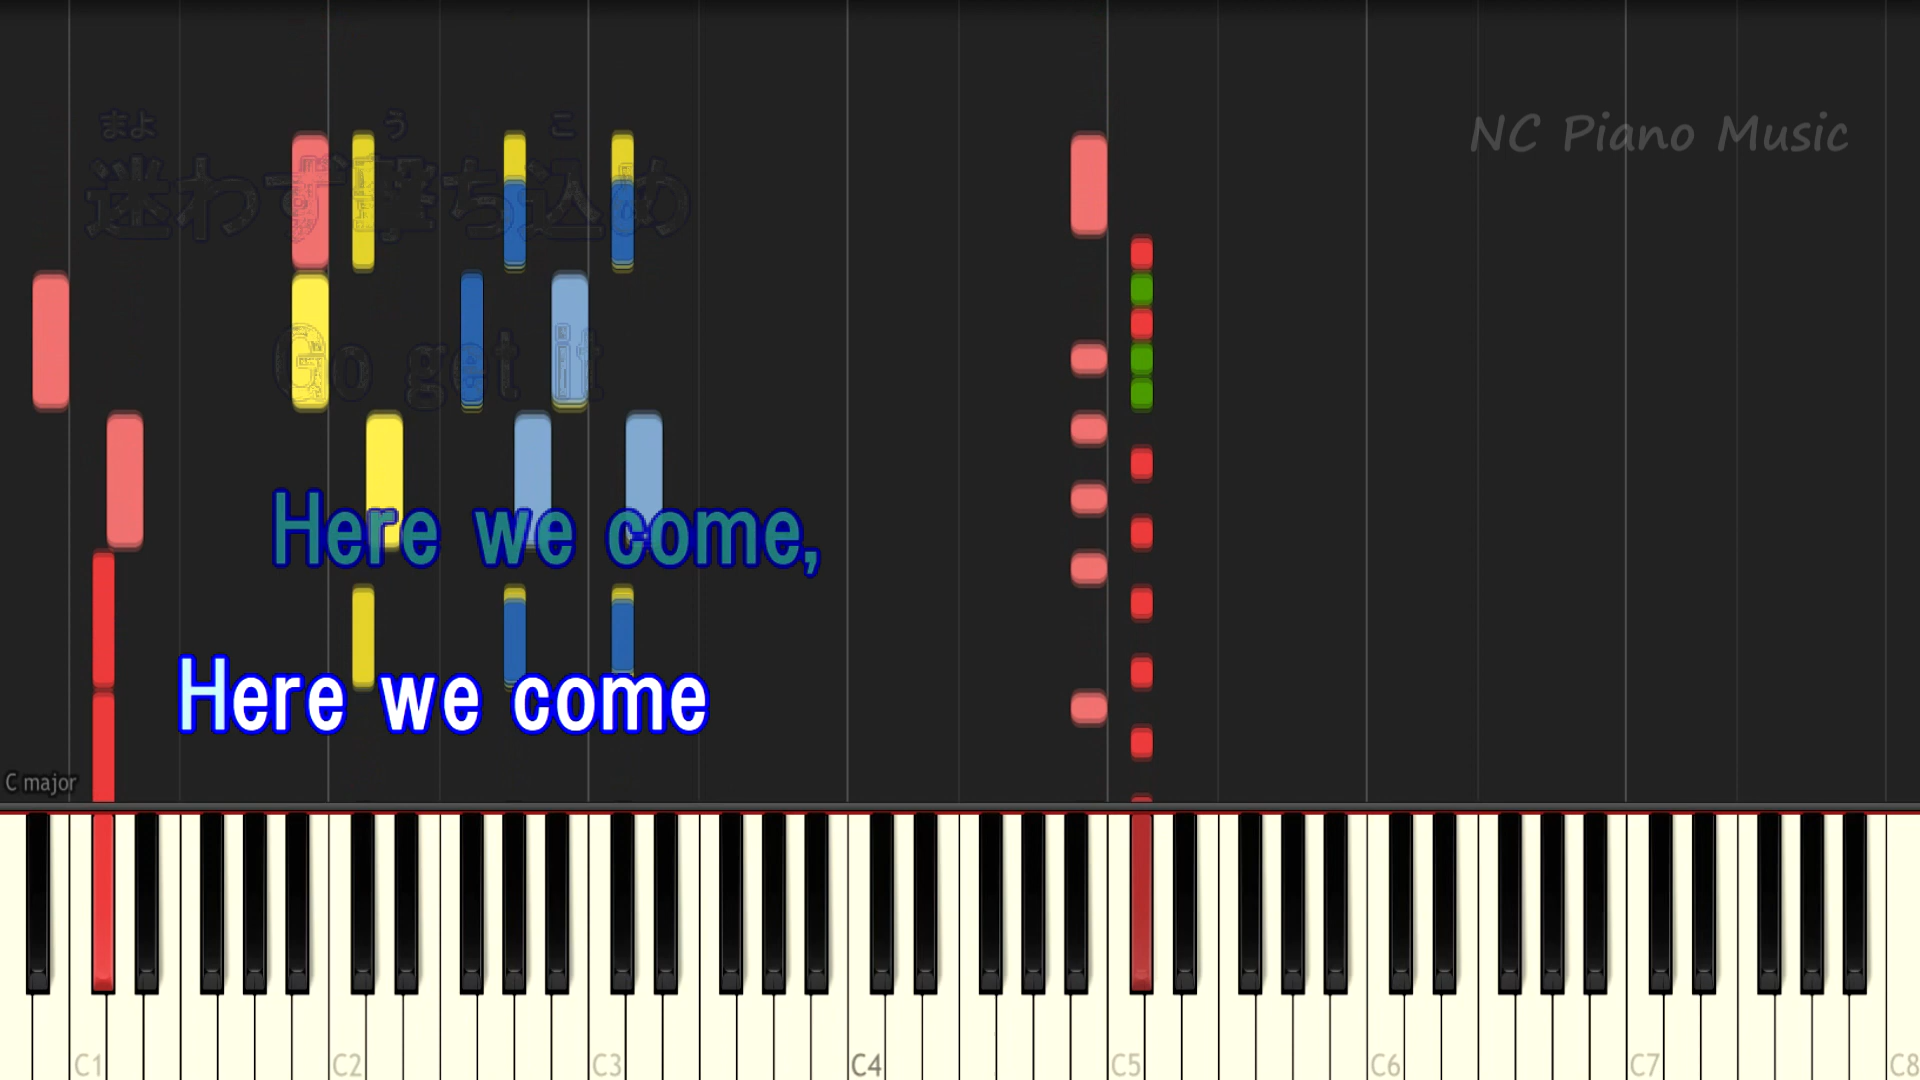 NC Piano Music
まよ う こ
迷わず撃ち込め
Go get it
Here we come,
Here we come
C major
C1 C2 C3 C4 C5 C6 C7 C8